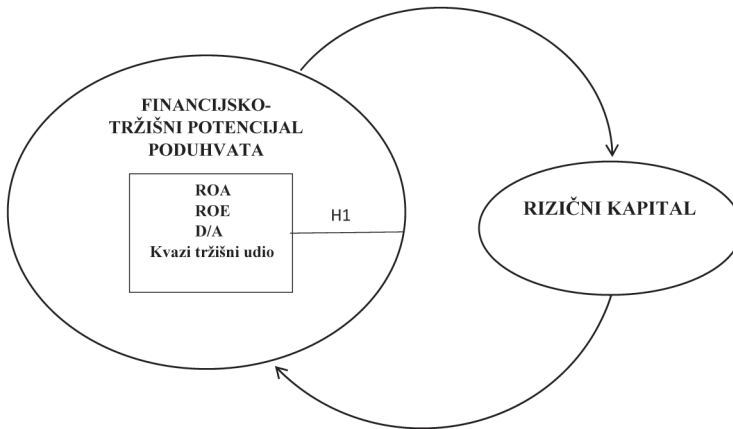 FINANCIJSKO-
TRŽIŠNI POTENCIJAL
PODUHVATA
ROA
ROE
D/A
Kvazi tržišni udio
H1
RIZIČNI KAPITAL